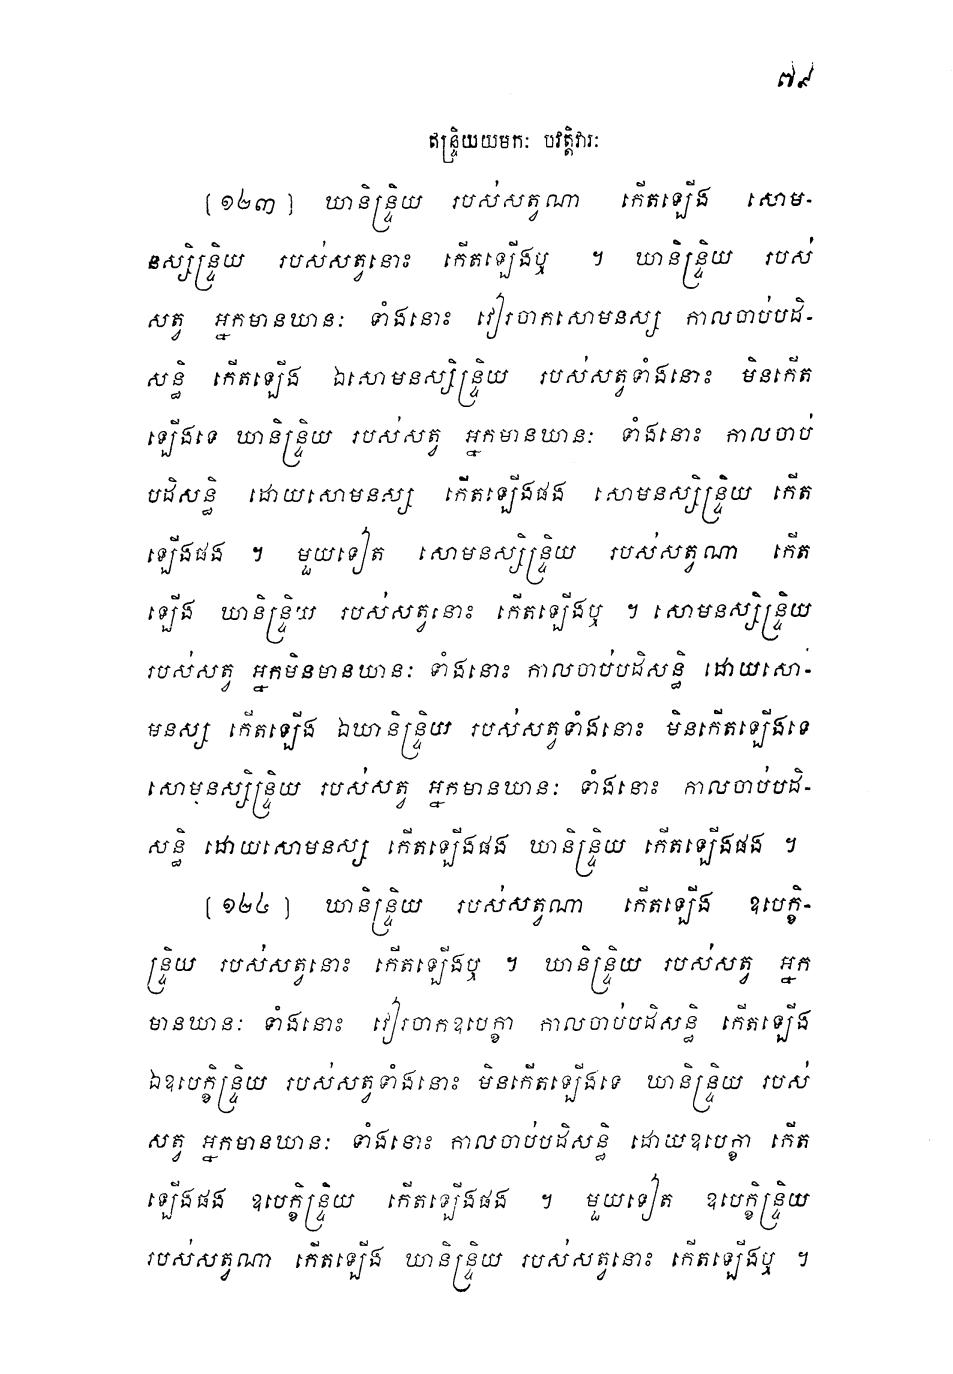 ៧៩
ឥន្ទ្រិយយមកៈ បវត្តិវារៈ
[១២៣] ឃានិន្ទ្រិយ របស់សត្វណា កើតឡើង សោម-
នស្សិន្ទ្រិយ របស់សត្វនោះ កើតឡើងឬ ។ ឃានិន្ទ្រិយ របស់
សត្វ អ្នកមានឃានៈ ទាំងនោះ វៀរចាកសោមនស្ស កាលចាប់បដិ-
សន្ធិ កើតឡើង ឯសោមនស្សិន្ទ្រិយ របស់សត្វទាំងនោះ មិនកើត
ឡើងទេ ឃានិន្ទ្រិយ របស់សត្វ អ្នកមានឃានៈ ទាំងនោះ កាលចាប់
បដិសន្ធិ ដោយសោមនស្ស កើតឡើងផង សោមនស្សិន្ទ្រិយ កើត
ឡើងផង ។ មួយទៀត សោមនស្សិន្ទ្រិយ របស់សត្វណា កើត
ឡើង ឃានិន្ទ្រិយ របស់សត្វនោះ កើតឡើងឬ ។ សោមនស្សិន្ទ្រិយ
របស់សត្វ អ្នកមិនមានឃានៈ ទាំងនោះ កាលចាប់បដិសន្ធិ ដោយសោ-
មនស្ស កើតឡើង ឯឃានិន្ទ្រិយ របស់សត្វទាំងនោះ មិនកើតឡើងទេ
សោមនស្សិន្ទ្រិយ របស់សត្វ អ្នកមានឃានៈ ទាំងនោះ កាលចាប់បដិ-
សន្ធិ ដោយសោមនស្ស កើតឡើងផង ឃានិន្ទ្រិយ កើតឡើងផង ។
[១២៤] ឃានិន្ទ្រិយ របស់សត្វណា កើតឡើង ឧបេក្ខិ-
ន្ទ្រិយ របស់សត្វនោះ កើតឡើងឬ ។ ឃានិន្ទ្រិយ របស់សត្វ អ្នក
មានឃានៈ ទាំងនោះ វៀរចាកឧបេក្ខា កាលចាប់បដិសន្ធិ កើតឡើង
ឯឧបេក្ខិន្ទ្រិយ របស់សត្វទាំងនោះ មិនកើតឡើងទេ ឃានិន្ទ្រិយ របស់
សត្វ អ្នកមានឃានៈ ទាំងនោះ កាលចាប់បដិសន្ធិ ដោយឧបេក្ខា កើត
ឡើងផង ឧបេក្ខិន្ទ្រិយ កើតឡើងផង ។ មួយទៀត ឧបេក្ខិន្ទ្រិយ
របស់សត្វណា កើតឡើង ឃានិន្ទ្រិយ របស់សត្វនោះ កើតឡើងឬ ។